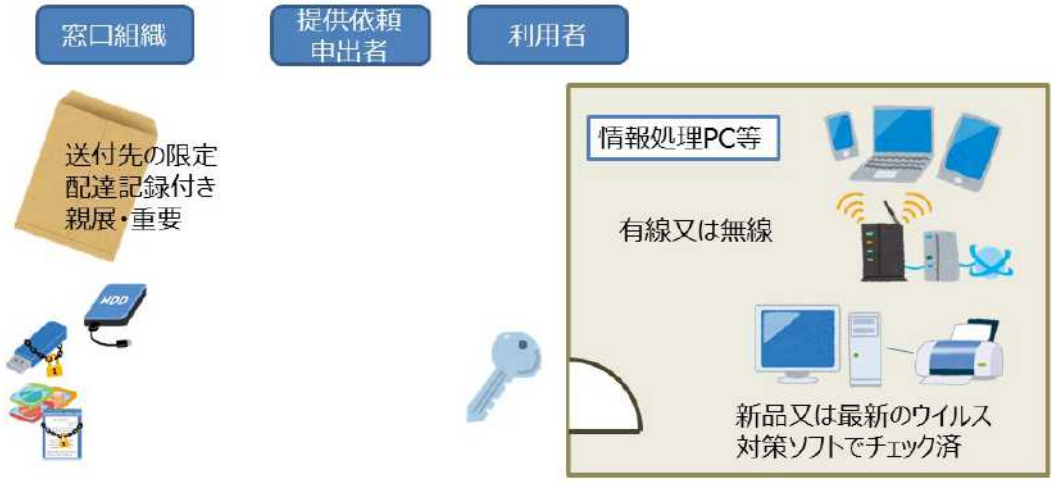 窓口組織
提供依頼
申出者
利用者
送付先の限定
配達記録付き
親展・重要
HDD
情報処理PC等
有線又は無線
新品又は最新のウイルス
対策ソフトでチェック済